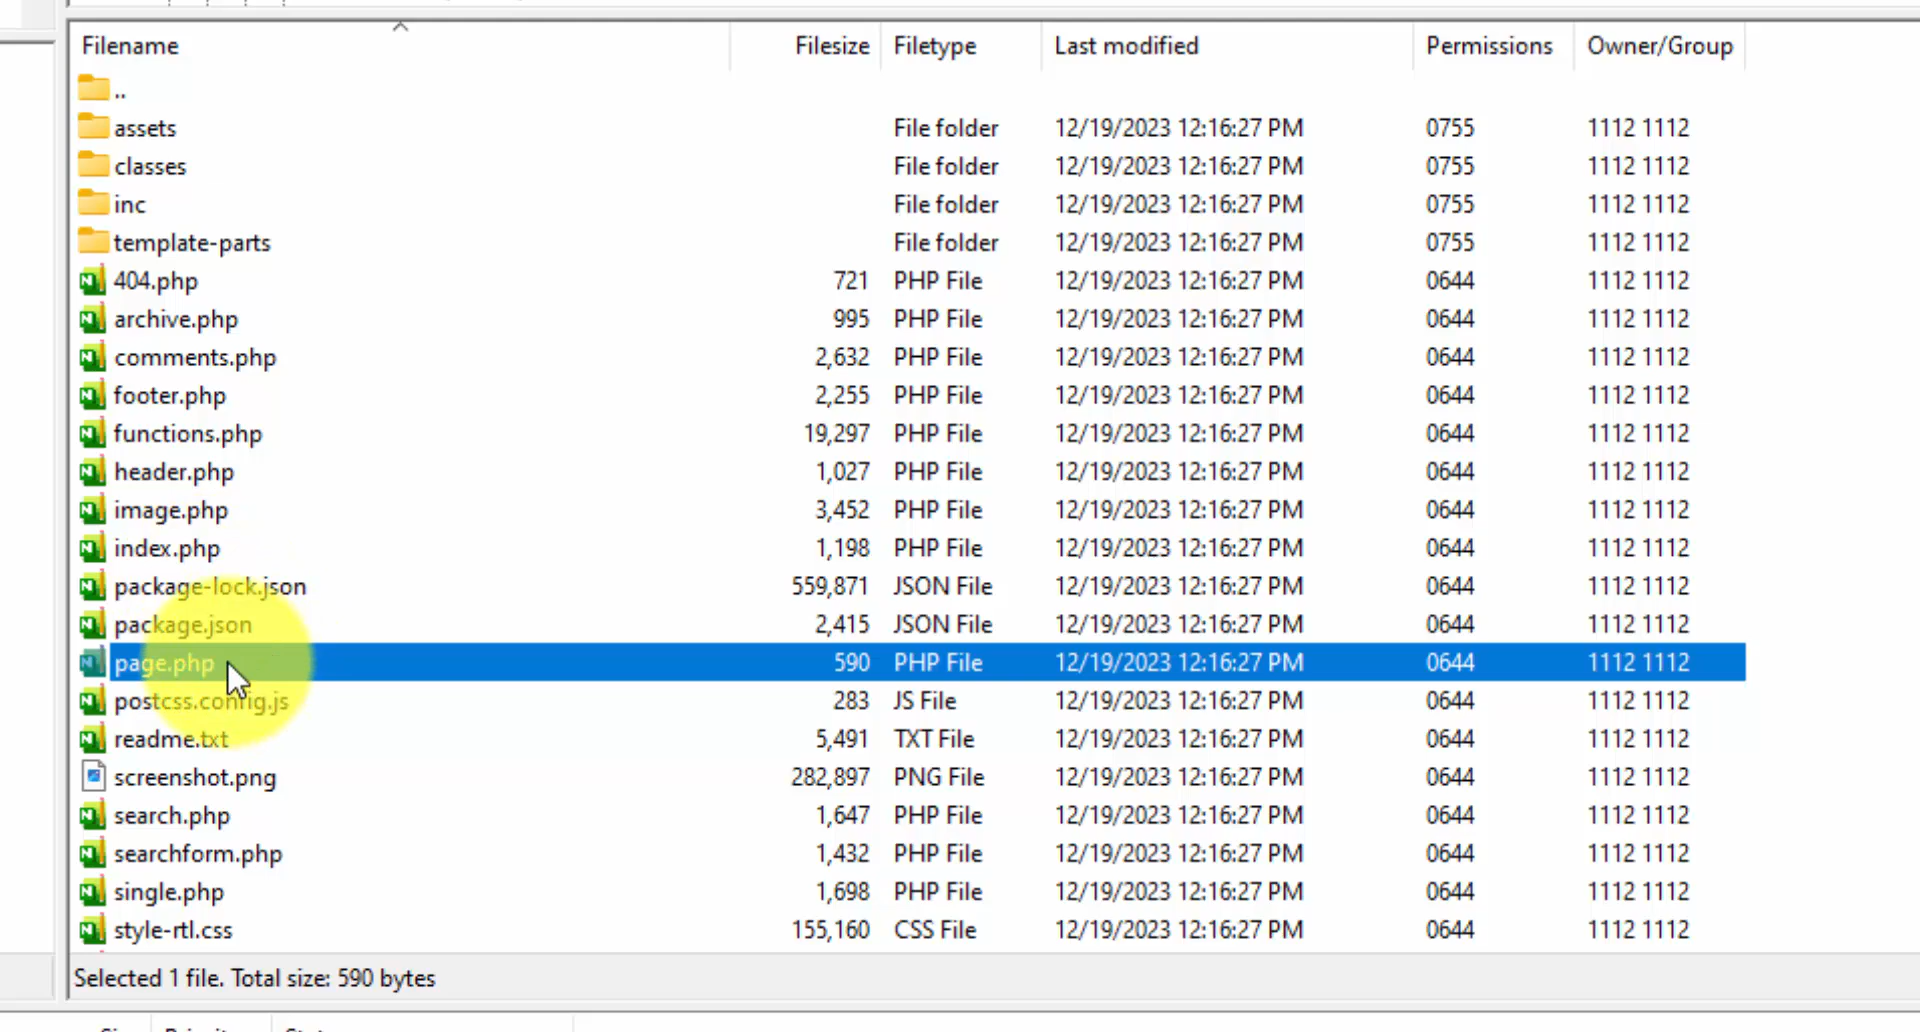 Filename Filesize Filetype Last modified Permissions Owner/Group
..
assets File folder 12/19/2023 12:16:27 PM 0755 1112 1112
classes File folder 12/19/2023 12:16:27 PM 0755 1112 1112
inc File folder 12/19/2023 12:16:27 PM 0755 1112 1112
template-parts File folder 12/19/2023 12:16:27 PM 0755 1112 1112
404.php 721 PHP File 12/19/2023 12:16:27 PM 0644 1112 1112
archive.php 995 PHP File 12/19/2023 12:16:27 PM 0644 1112 1112
comments.php 2,632 PHP File 12/19/2023 12:16:27 PM 0644 1112 1112
footer.php 2,255 PHP File 12/19/2023 12:16:27 PM 0644 1112 1112
functions.php 19,297 PHP File 12/19/2023 12:16:27 PM 0644 1112 1112
header.php 1,027 PHP File 12/19/2023 12:16:27 PM 0644 1112 1112
image.php 3,452 PHP File 12/19/2023 12:16:27 PM 0644 1112 1112
index.php 1,198 PHP File 12/19/2023 12:16:27 PM 0644 1112 1112
package-lock.json 559,871 JSON File 12/19/2023 12:16:27 PM 0644 1112 1112
package.json 2,415 JSON File 12/19/2023 12:16:27 PM 0644 1112 1112
page.php 590 PHP File 12/19/2023 12:16:27 PM 0644 1112 1112
postcss.config.js 283 JS File 12/19/2023 12:16:27 PM 0644 1112 1112
readme.txt 5,491 TXT File 12/19/2023 12:16:27 PM 0644 1112 1112
screenshot.png 282,897 PNG File 12/19/2023 12:16:27 PM 0644 1112 1112
search.php 1,647 PHP File 12/19/2023 12:16:27 PM 0644 1112 1112
searchform.php 1,432 PHP File 12/19/2023 12:16:27 PM 0644 1112 1112
single.php 1,698 PHP File 12/19/2023 12:16:27 PM 0644 1112 1112
style-rtl.css 155,160 CSS File 12/19/2023 12:16:27 PM 0644 1112 1112
Selected 1 file. Total size: 590 bytes